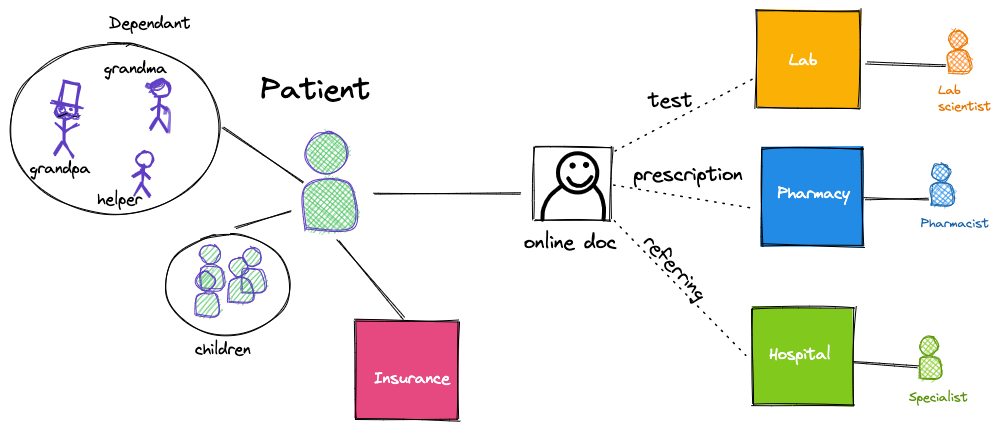 Dependant
grandma
grandpa
helper
Patient
children
Insurance
online doc
test
prescription
referring
Lab
Lab
scientist
Pharmacy
Pharmacist
Hospital
Specialist